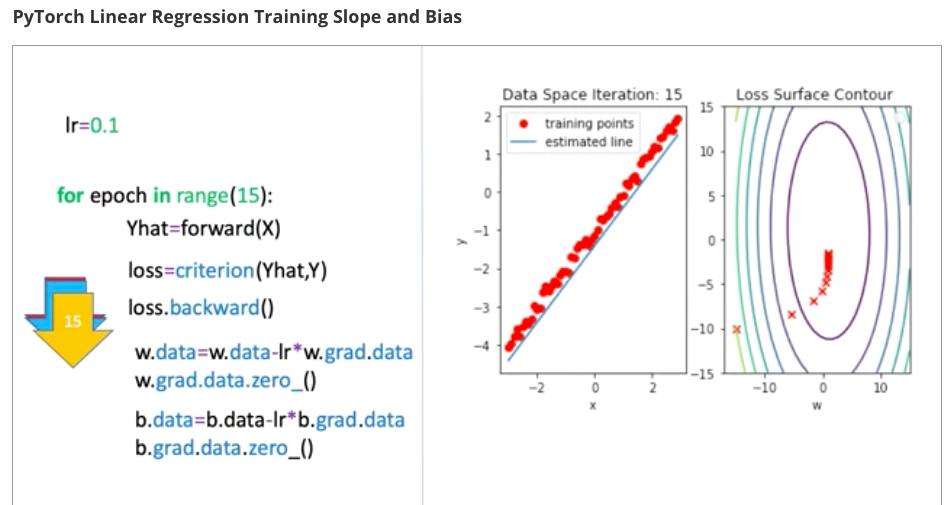 PyTorch Linear Regression Training Slope and Bias
lr=0.1
for epoch in range(15):
Yhat=forward(X)
loss=criterion(Yhat,Y)
loss.backward()
15
w.data=w.data-lr*w.grad.data
w.grad.data.zero_()
b.data=b.data-lr*b.grad.data
b.grad.data.zero_()
Data Space Iteration: 15
training points
estimated line
2
1
0
−1
−2
−3
−4
y
−2 0 2
x
Loss Surface Contour
15
10
5
0
−5
−10
−15
−10 0 10
w